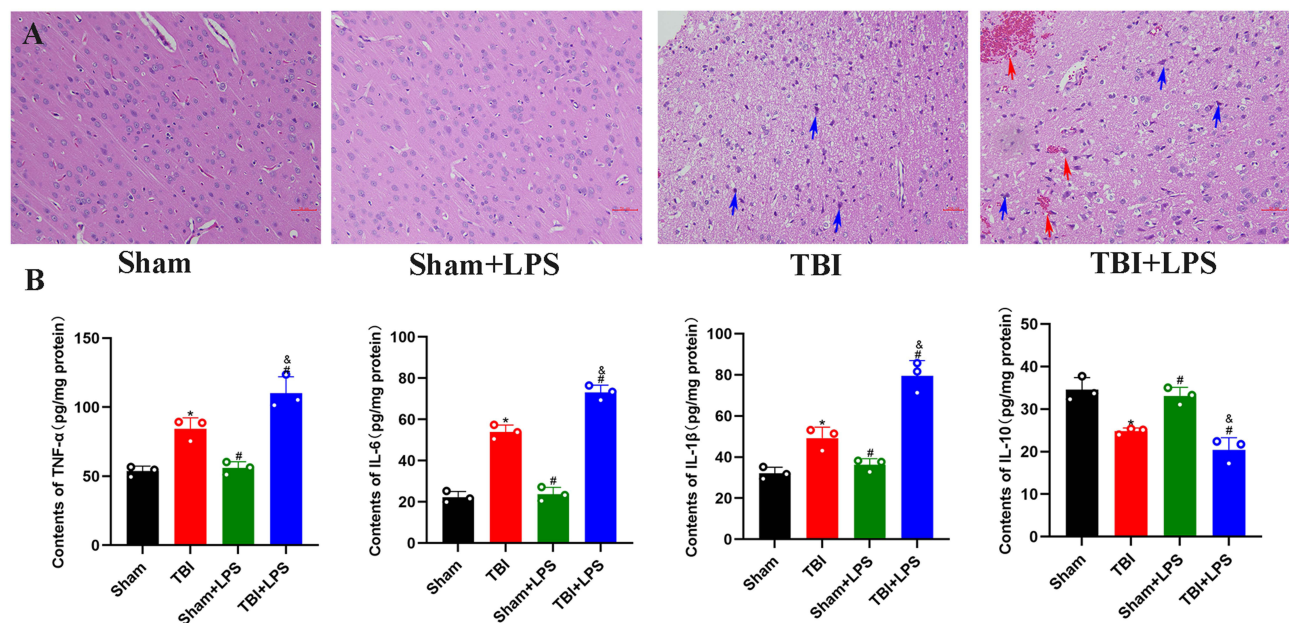 A
Sham
Sham+LPS
TBI
TBI+LPS
B
Contents of TNF-α(pg/mg protein)
150
100
50
0
*
#
&
#
Sham
TBI
Sham+LPS
TBI+LPS
Contents of IL-6(pg/mg protein)
100
80
60
40
20
0
*
#
&
#
Sham
TBI
Sham+LPS
TBI+LPS
Contents of IL-1β(pg/mg protein)
100
80
60
40
20
0
*
#
&
#
Sham
TBI
Sham+LPS
TBI+LPS
Contents of IL-10(pg/mg protein)
50
40
30
20
10
0
*
#
&
#
Sham
TBI
Sham+LPS
TBI+LPS